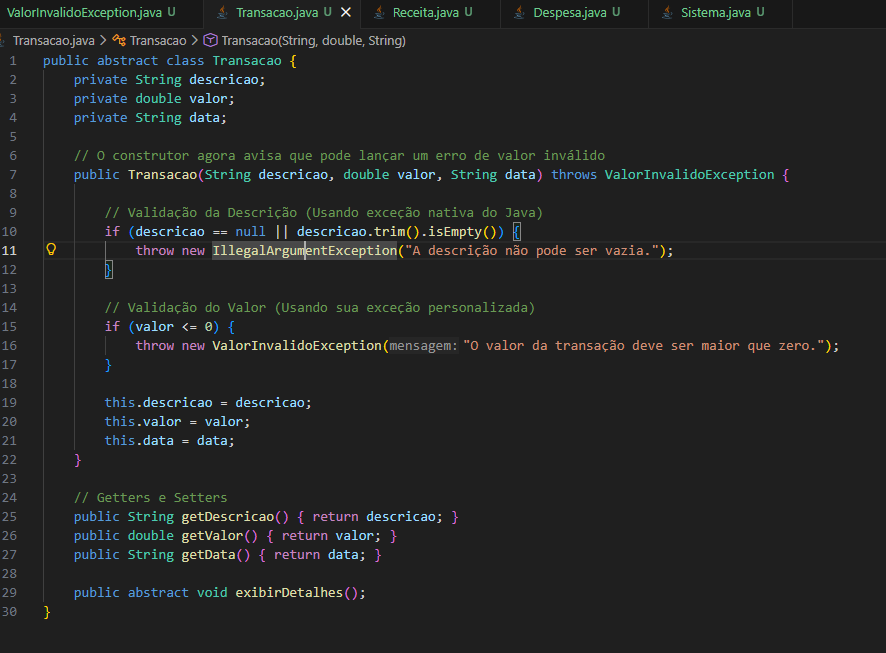 ValorInvalidoException.java U Transacao.java U Receita.java U Despesa.java U Sistema.java U
Transacao.java > Transacao > Transacao(String, double, String)
1 public abstract class Transacao {
2 private String descricao;
3 private double valor;
4 private String data;
5
6 // O construtor agora avisa que pode lançar um erro de valor inválido
7 public Transacao(String descricao, double valor, String data) throws ValorInvalidoException {
8
9 // Validação da Descrição (Usando exceção nativa do Java)
10 if (descricao == null || descricao.trim().isEmpty()) {
11 throw new IllegalArgumentException("A descrição não pode ser vazia.");
12 }
13
14 // Validação do Valor (Usando sua exceção personalizada)
15 if (valor <= 0) {
16 throw new ValorInvalidoException(mensagem: "O valor da transação deve ser maior que zero.");
17 }
18
19 this.descricao = descricao;
20 this.valor = valor;
21 this.data = data;
22 }
23
24 // Getters e Setters
25 public String getDescricao() { return descricao; }
26 public double getValor() { return valor; }
27 public String getData() { return data; }
28
29 public abstract void exibirDetalhes();
30 }